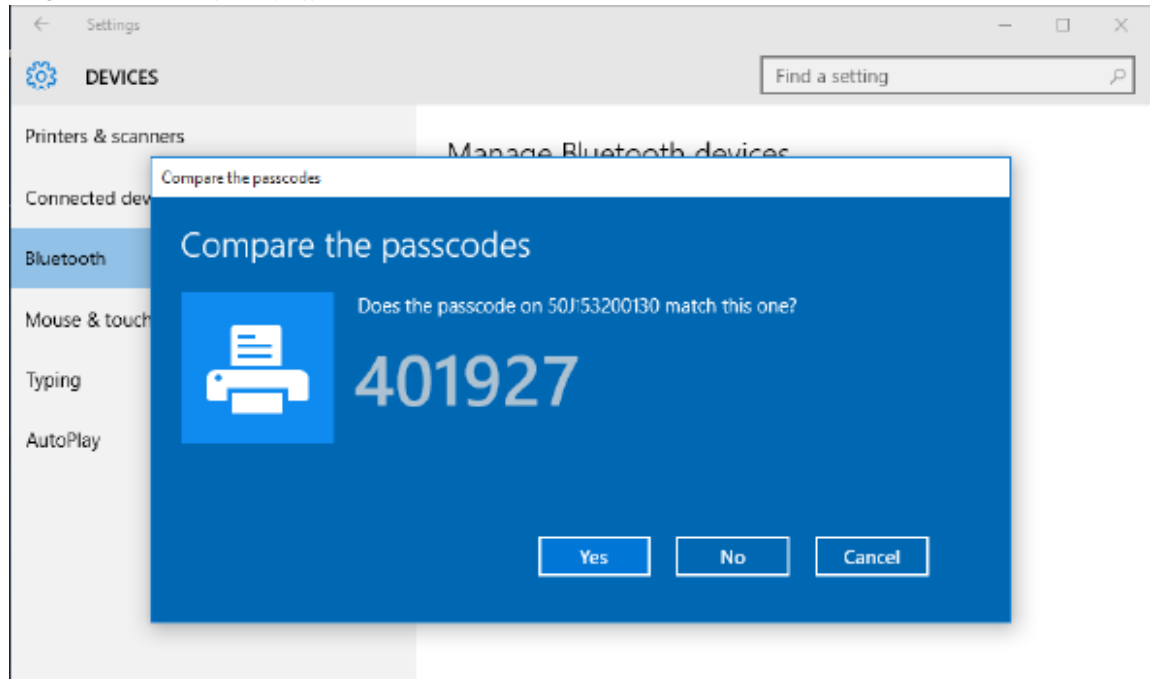 Settings
DEVICES
Find a setting
Printers & scanners
Manage Bluetooth devices
Compare the passcodes
Connected dev
Compare the passcodes
Bluetooth
Does the passcode on 50J153200130 match this one?
Mouse & touch
401927
Typing
AutoPlay
Yes
No
Cancel